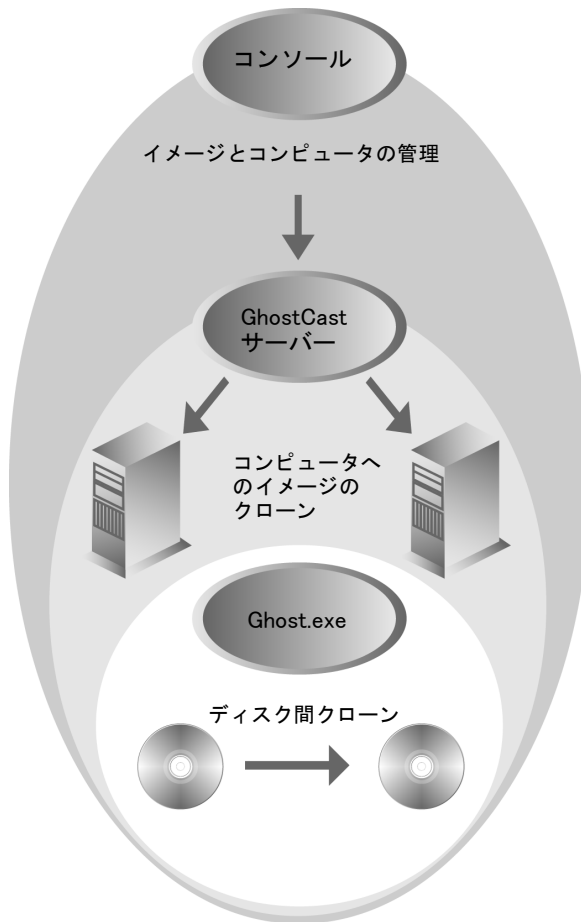 コンソール
イメージとコンピュータの管理
GhostCast
サーバー
コンピュータへ
のイメージの
クローン
Ghost.exe
ディスク間クローン